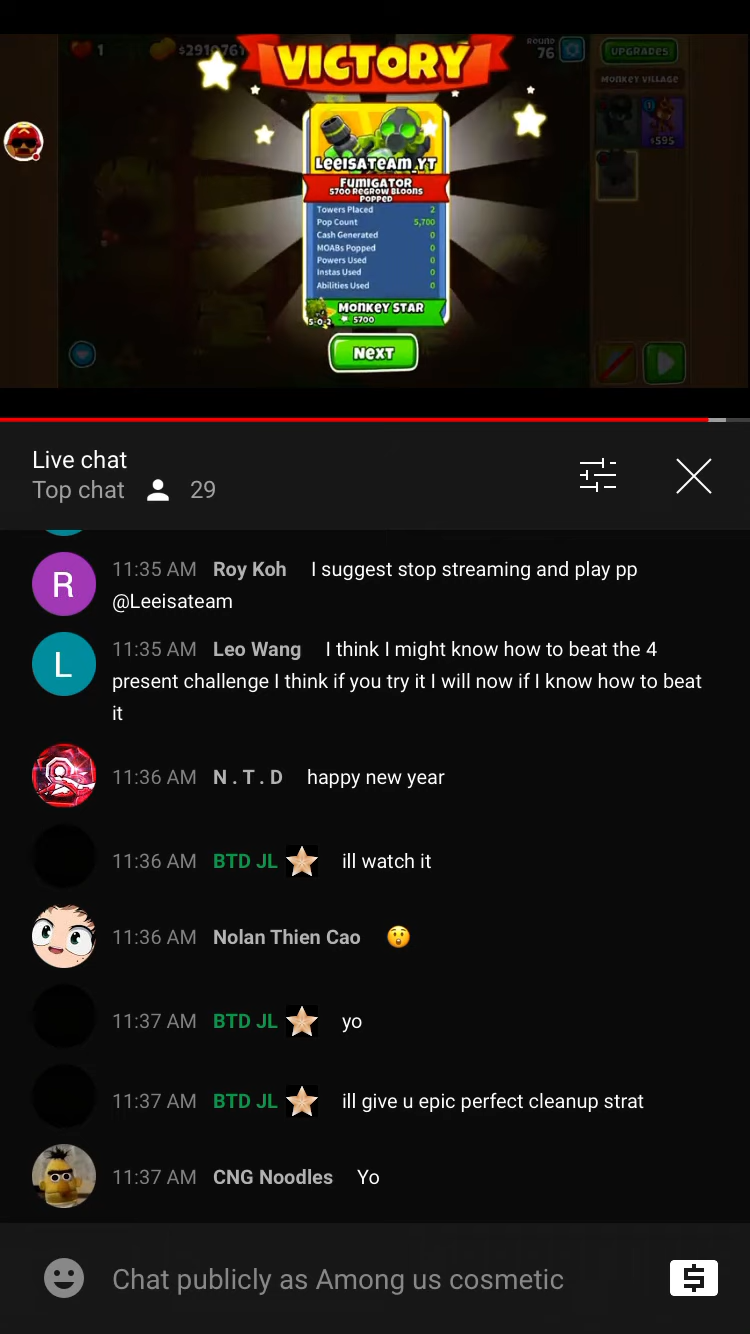 1
$2910761
VICTORY
ROUND
76
UPGRADES
MONKEY VILLAGE
$595
LEEISATEAM YT
FUMIGATOR
5700 REGROW BLOONS
POPPED
Towers Placed 2
Pop Count 5,700
Cash Generated 0
MOABs Popped 0
Powers Used 0
Instas Used 0
Abilities Used 0
MONKEY STAR
5700
5-0-2
NEXT
Live chat
Top chat 29
11:35 AM Roy Koh I suggest stop streaming and play pp
@Leeisateam
11:35 AM Leo Wang I think I might know how to beat the 4
present challenge I think if you try it I will now if I know how to beat
it
11:36 AM N . T . D happy new year
11:36 AM BTD JL ill watch it
11:36 AM Nolan Thien Cao 😲
11:37 AM BTD JL yo
11:37 AM BTD JL ill give u epic perfect cleanup strat
11:37 AM CNG Noodles Yo
Chat publicly as Among us cosmetic